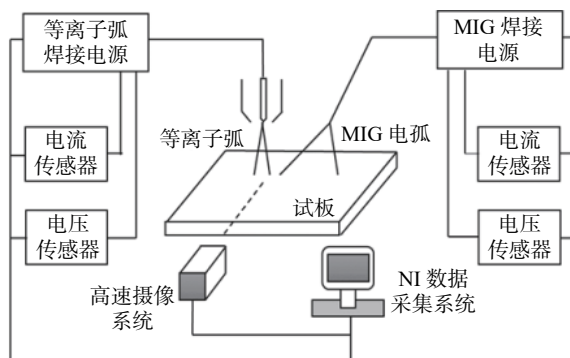 等离子弧
焊接电源
MIG 焊接
电源
等离子弧
MIG 电弧
电流
传感器
电流
传感器
试板
电压
传感器
电压
传感器
高速摄像
系统
NI 数据
采集系统